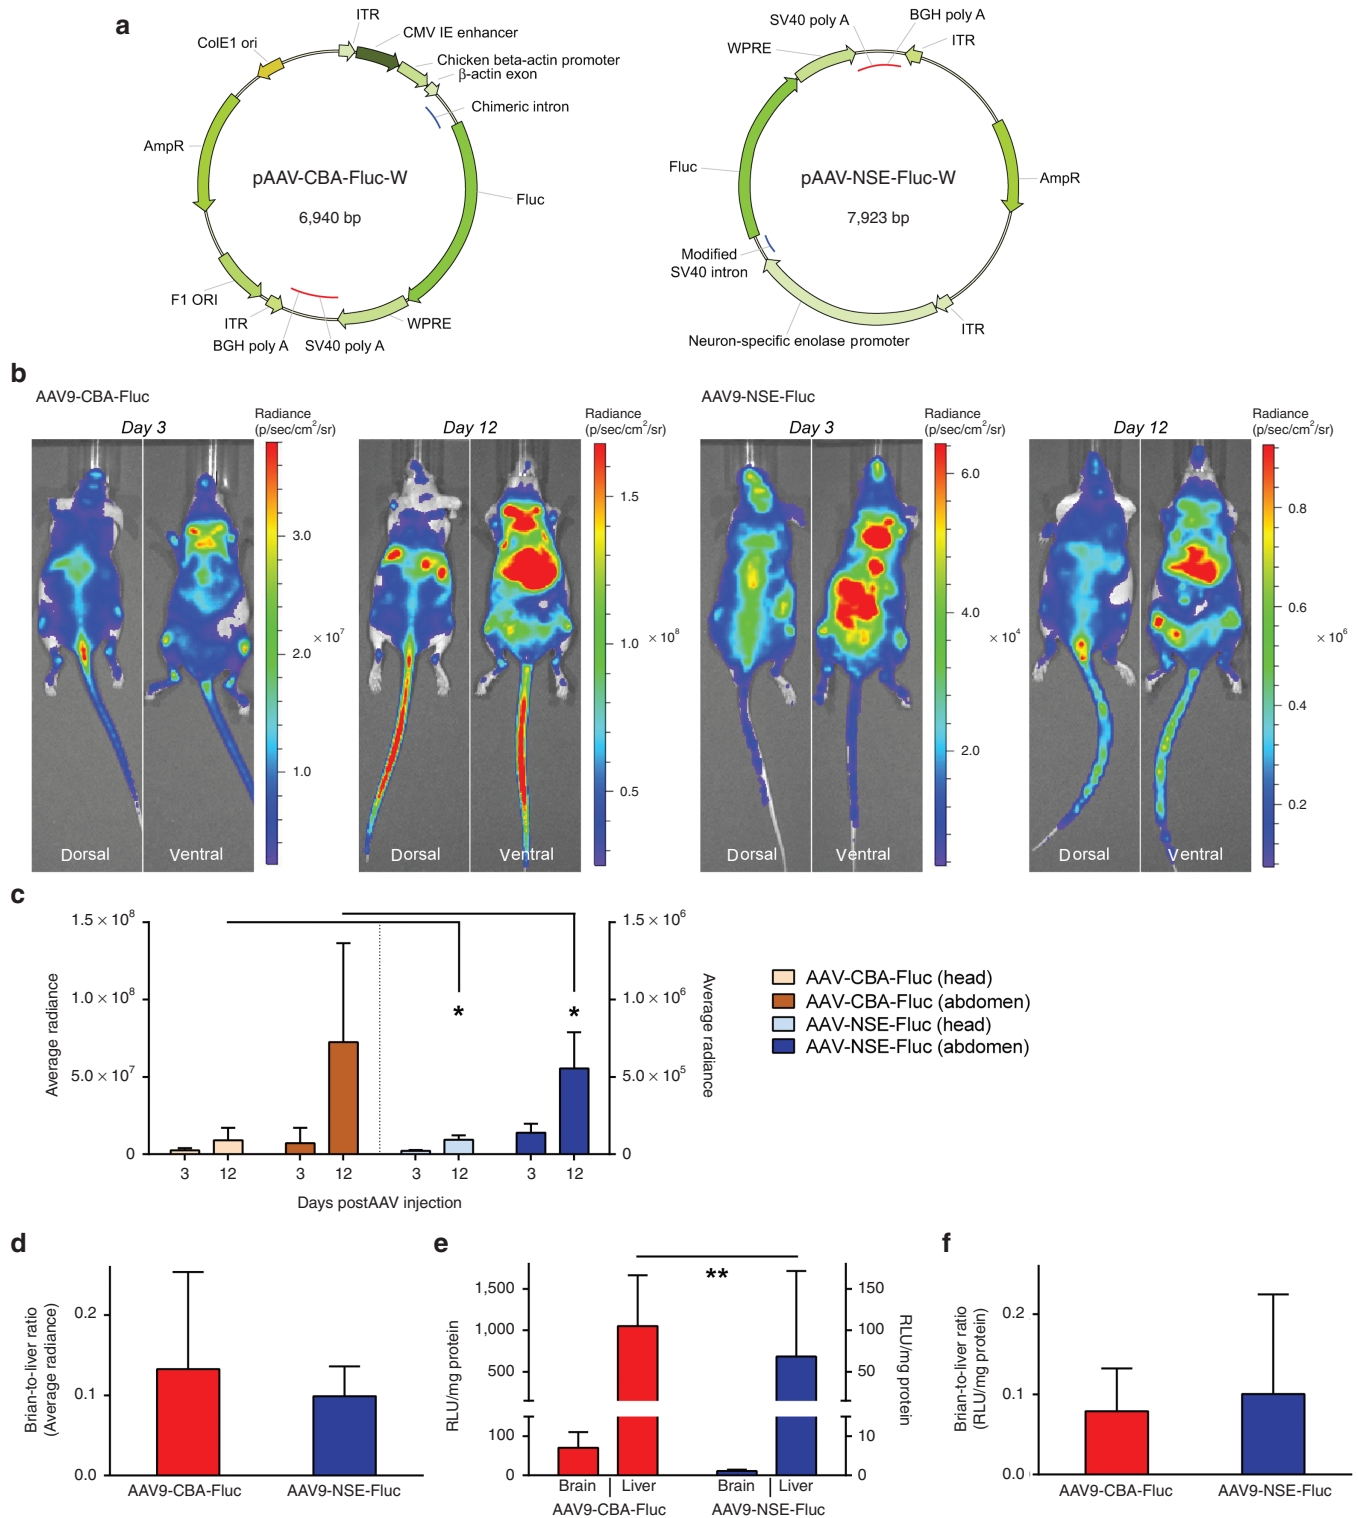 a
ITR
CMV IE enhancer
Chicken beta-actin promoter
β-actin exon
Chimeric intron
ColE1 ori
AmpR
pAAV-CBA-Fluc-W
6,940 bp
Fluc
F1 ORI
ITR
BGH poly A
SV40 poly A
WPRE
SV40 poly A
BGH poly A
ITR
WPRE
Fluc
pAAV-NSE-Fluc-W
7,923 bp
AmpR
Modified
SV40 intron
ITR
Neuron-specific enolase promoter
b
AAV9-CBA-Fluc
Day 3
Radiance
(p/sec/cm²/sr)
3.0
2.0
× 10⁷
1.0
Dorsal
Ventral
Day 12
Radiance
(p/sec/cm²/sr)
1.5
1.0
× 10⁸
0.5
Dorsal
Ventral
AAV9-NSE-Fluc
Day 3
Radiance
(p/sec/cm²/sr)
6.0
4.0
× 10⁴
2.0
Dorsal
Ventral
Day 12
Radiance
(p/sec/cm²/sr)
0.8
0.6
× 10⁶
0.4
0.2
Dorsal
Ventral
c
Average radiance
1.5 × 10⁸
1.0 × 10⁸
5.0 × 10⁷
0
3 12 3 12 3 12 3 12
Days postAAV injection
* *
1.5 × 10⁶
1.0 × 10⁶
5.0 × 10⁵
0
Average radiance
AAV-CBA-Fluc (head)
AAV-CBA-Fluc (abdomen)
AAV-NSE-Fluc (head)
AAV-NSE-Fluc (abdomen)
d
Brian-to-liver ratio
(Average radiance)
0.2
0.1
0.0
AAV9-CBA-Fluc AAV9-NSE-Fluc
e
RLU/mg protein
1,500
1,000
500
100
0
**
150
100
50
10
0
RLU/mg protein
Brain Liver Brain Liver
AAV9-CBA-Fluc AAV9-NSE-Fluc
f
Brian-to-liver ratio
(RLU/mg protein)
0.2
0.1
0.0
AAV9-CBA-Fluc AAV9-NSE-Fluc